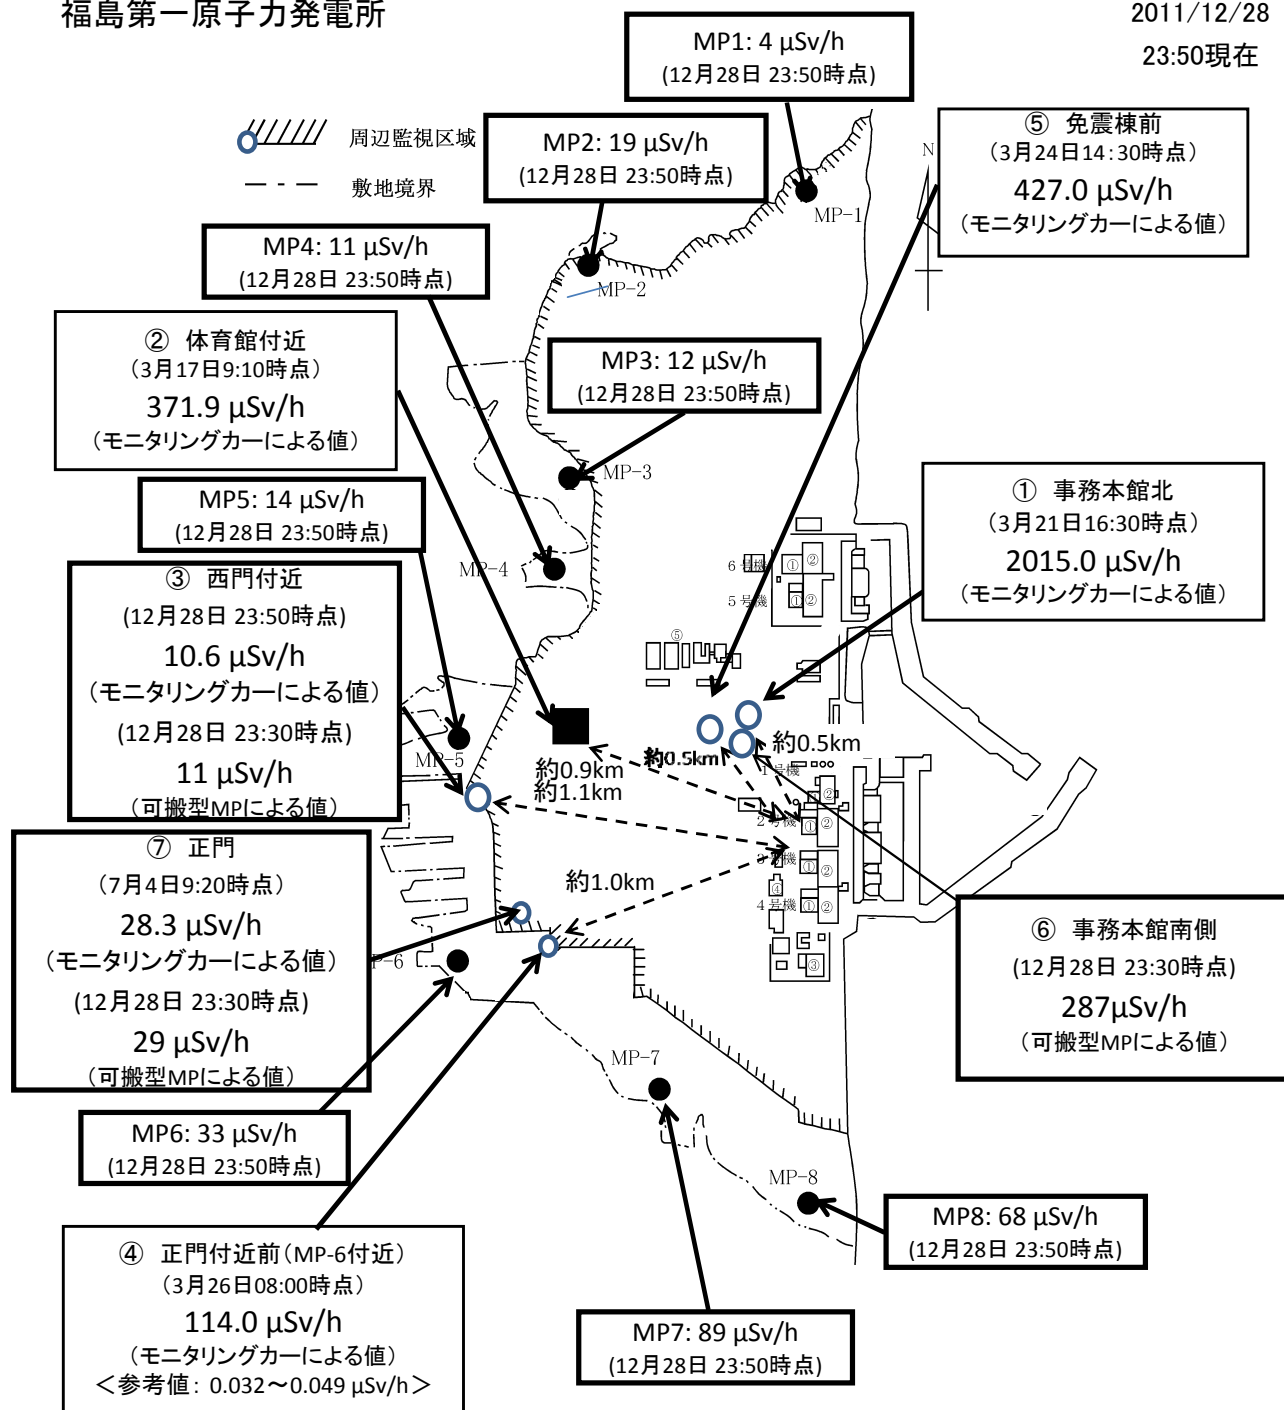 福島第一原子力発電所
2011/12/28
23:50現在
MP1: 4 μSv/h
(12月28日 23:50時点)
周辺監視区域
敷地境界
MP2: 19 μSv/h
(12月28日 23:50時点)
⑤ 免震棟前
(3月24日14:30時点)
427.0 μSv/h
(モニタリングカーによる値)
N
MP-1
MP4: 11 μSv/h
(12月28日 23:50時点)
MP-2
② 体育館付近
(3月17日9:10時点)
371.9 μSv/h
(モニタリングカーによる値)
MP3: 12 μSv/h
(12月28日 23:50時点)
MP-3
MP5: 14 μSv/h
(12月28日 23:50時点)
① 事務本館北
(3月21日16:30時点)
2015.0 μSv/h
(モニタリングカーによる値)
MP-4
6号機
① ②
5号機
① ②
⑤
③ 西門付近
(12月28日 23:50時点)
10.6 μSv/h
(モニタリングカーによる値)
(12月28日 23:30時点)
11 μSv/h
(可搬型MPによる値)
MP-5
約0.9km
約1.1km
約0.5km
約0.5km
1号機
②
2号機
① ②
3号機
① ②
④
4号機
① ②
③
⑦ 正門
(7月4日9:20時点)
28.3 μSv/h
(モニタリングカーによる値)
(12月28日 23:30時点)
29 μSv/h
(可搬型MPによる値)
約1.0km
P-6
⑥ 事務本館南側
(12月28日 23:30時点)
287μSv/h
(可搬型MPによる値)
MP-7
MP6: 33 μSv/h
(12月28日 23:50時点)
MP-8
MP8: 68 μSv/h
(12月28日 23:50時点)
④ 正門付近前(MP-6付近)
(3月26日08:00時点)
114.0 μSv/h
(モニタリングカーによる値)
<参考値: 0.032~0.049 μSv/h>
MP7: 89 μSv/h
(12月28日 23:50時点)